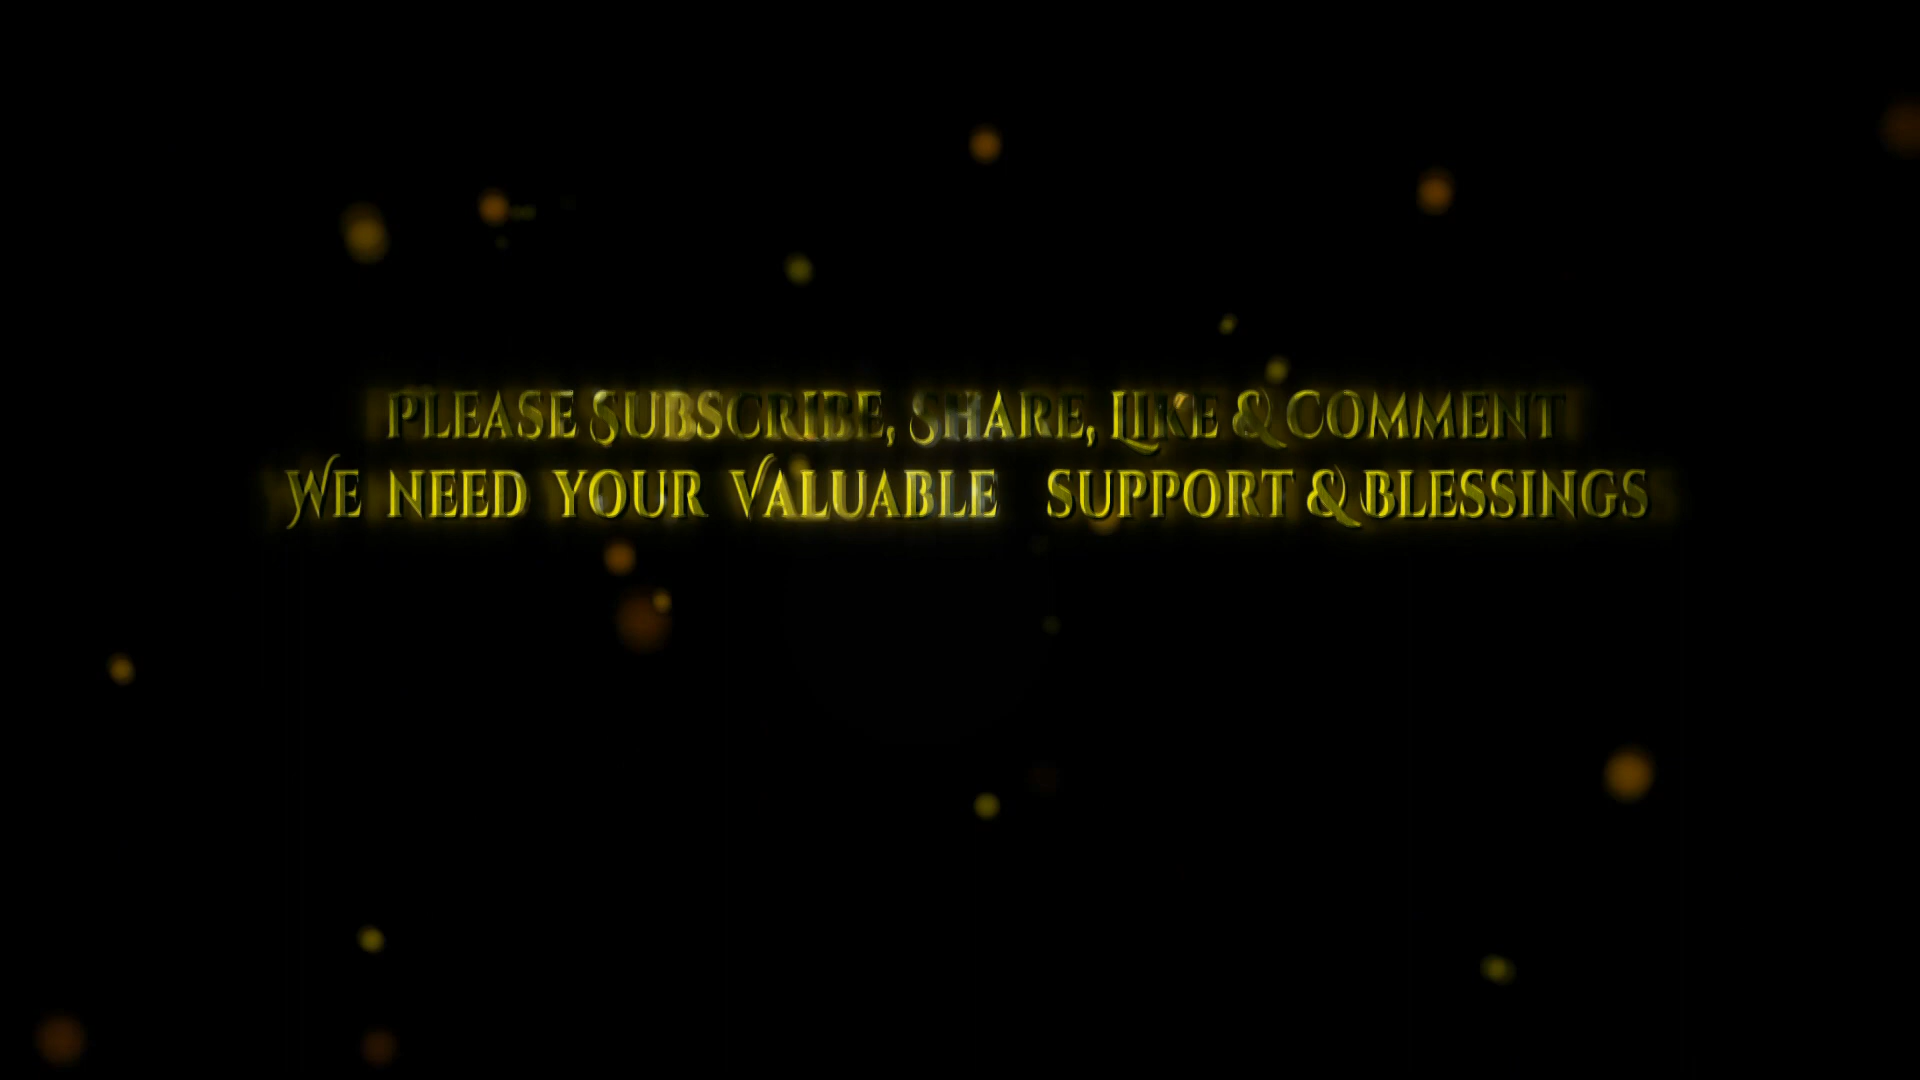 Please Subscribe, Share, Like & Comment
We need your Valuable Support & Blessings